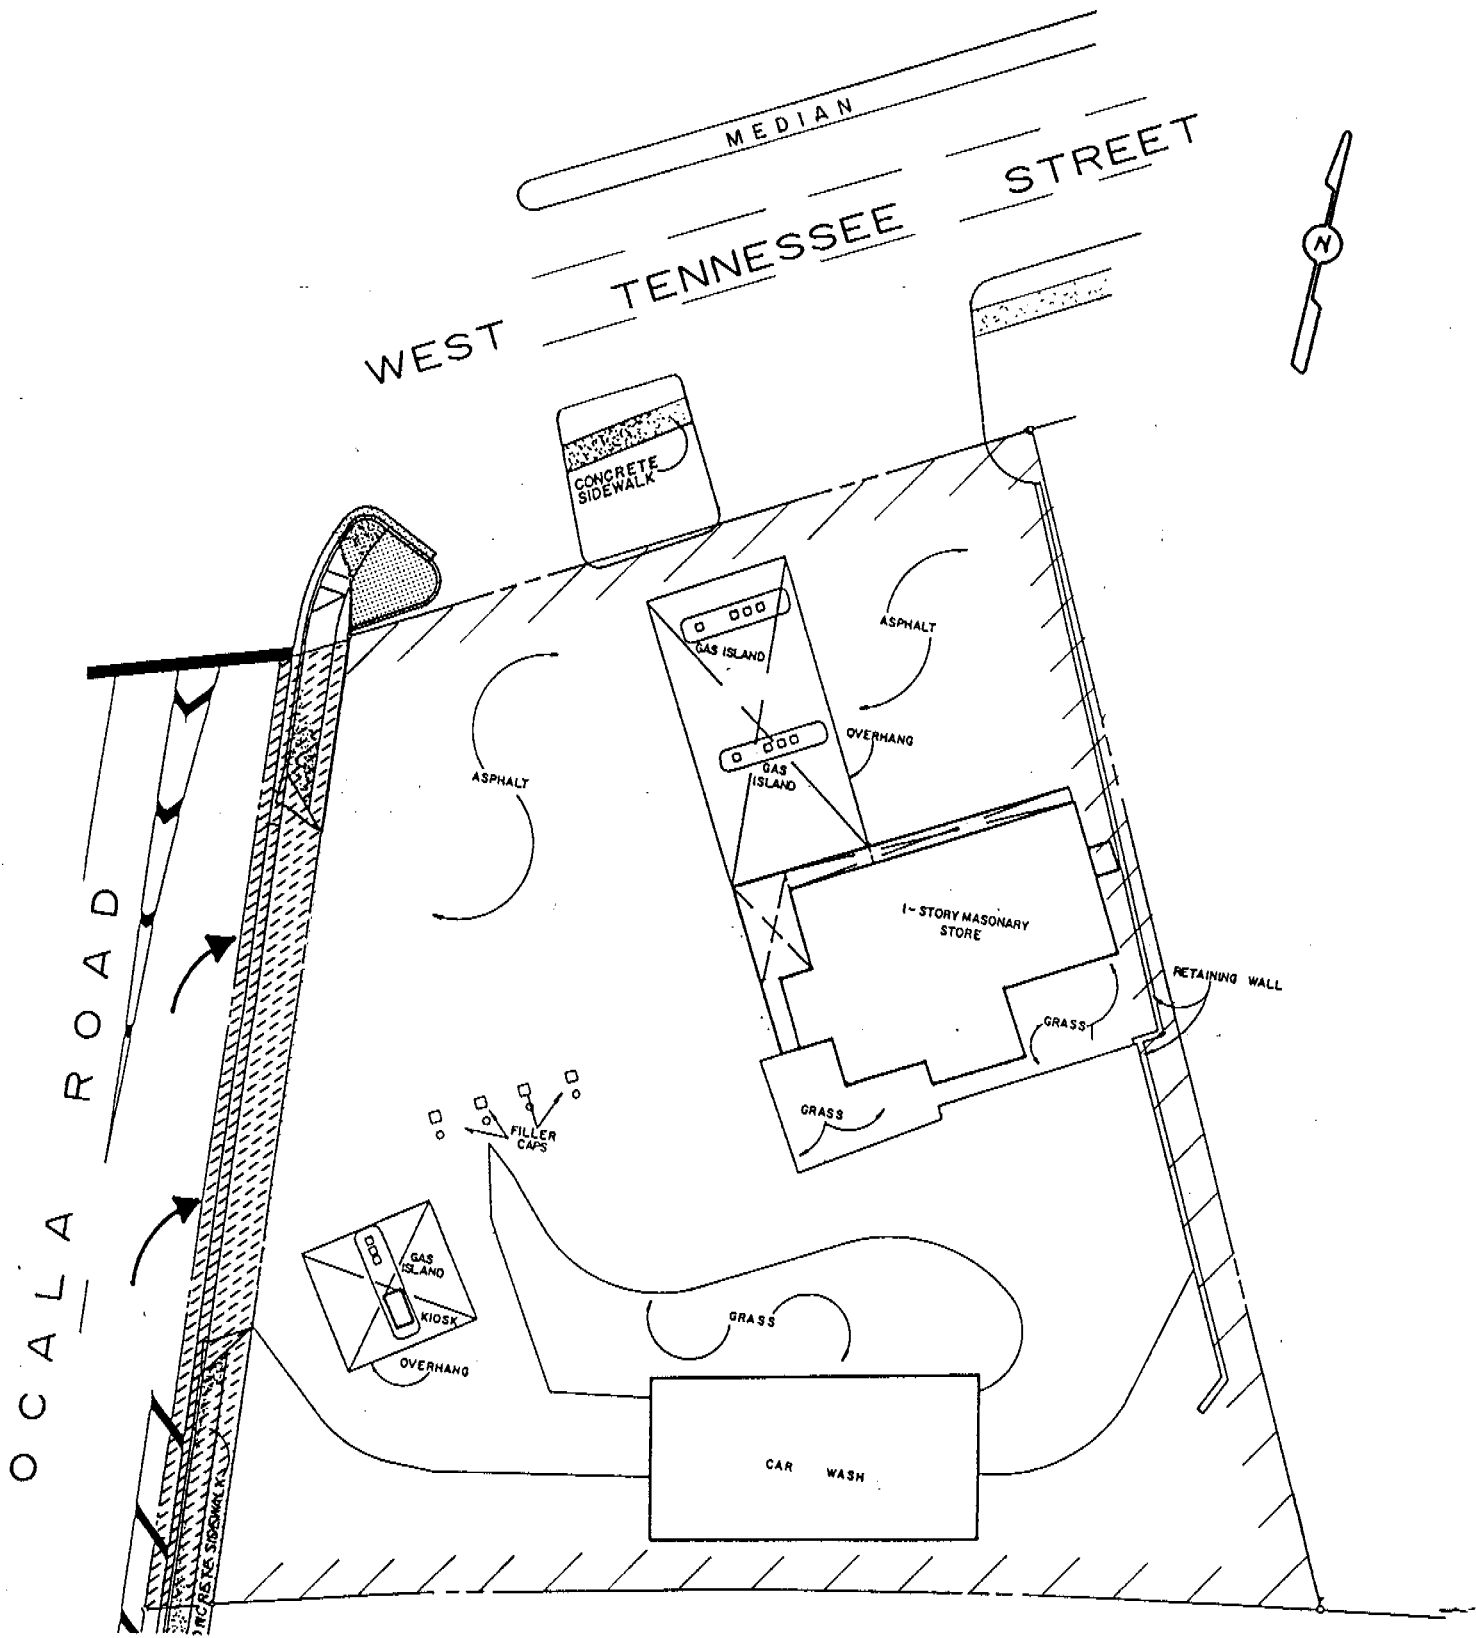 MEDIAN
WEST TENNESSEE STREET
N
CONCRETE
SIDEWALK
GAS ISLAND
ASPHALT
OVERHANG
GAS
ISLAND
ASPHALT
1-STORY MASONARY
STORE
RETAINING WALL
GRASS
GRASS
FILLER
CAPS
OCALA ROAD
GAS
ISLAND
KIOSK
OVERHANG
GRASS
CAR WASH
SIDEWALK